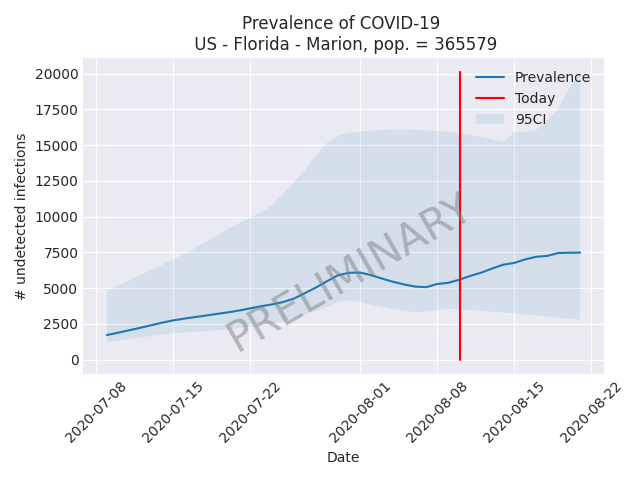 Prevalence of COVID-19
US - Florida - Marion, pop. = 365579
20000
17500
15000
12500
10000
7500
5000
2500
0
# undetected infections
Prevalence
Today
95CI
PRELIMINARY
2020-07-08
2020-07-15
2020-07-22
2020-08-01
2020-08-08
2020-08-15
2020-08-22
Date